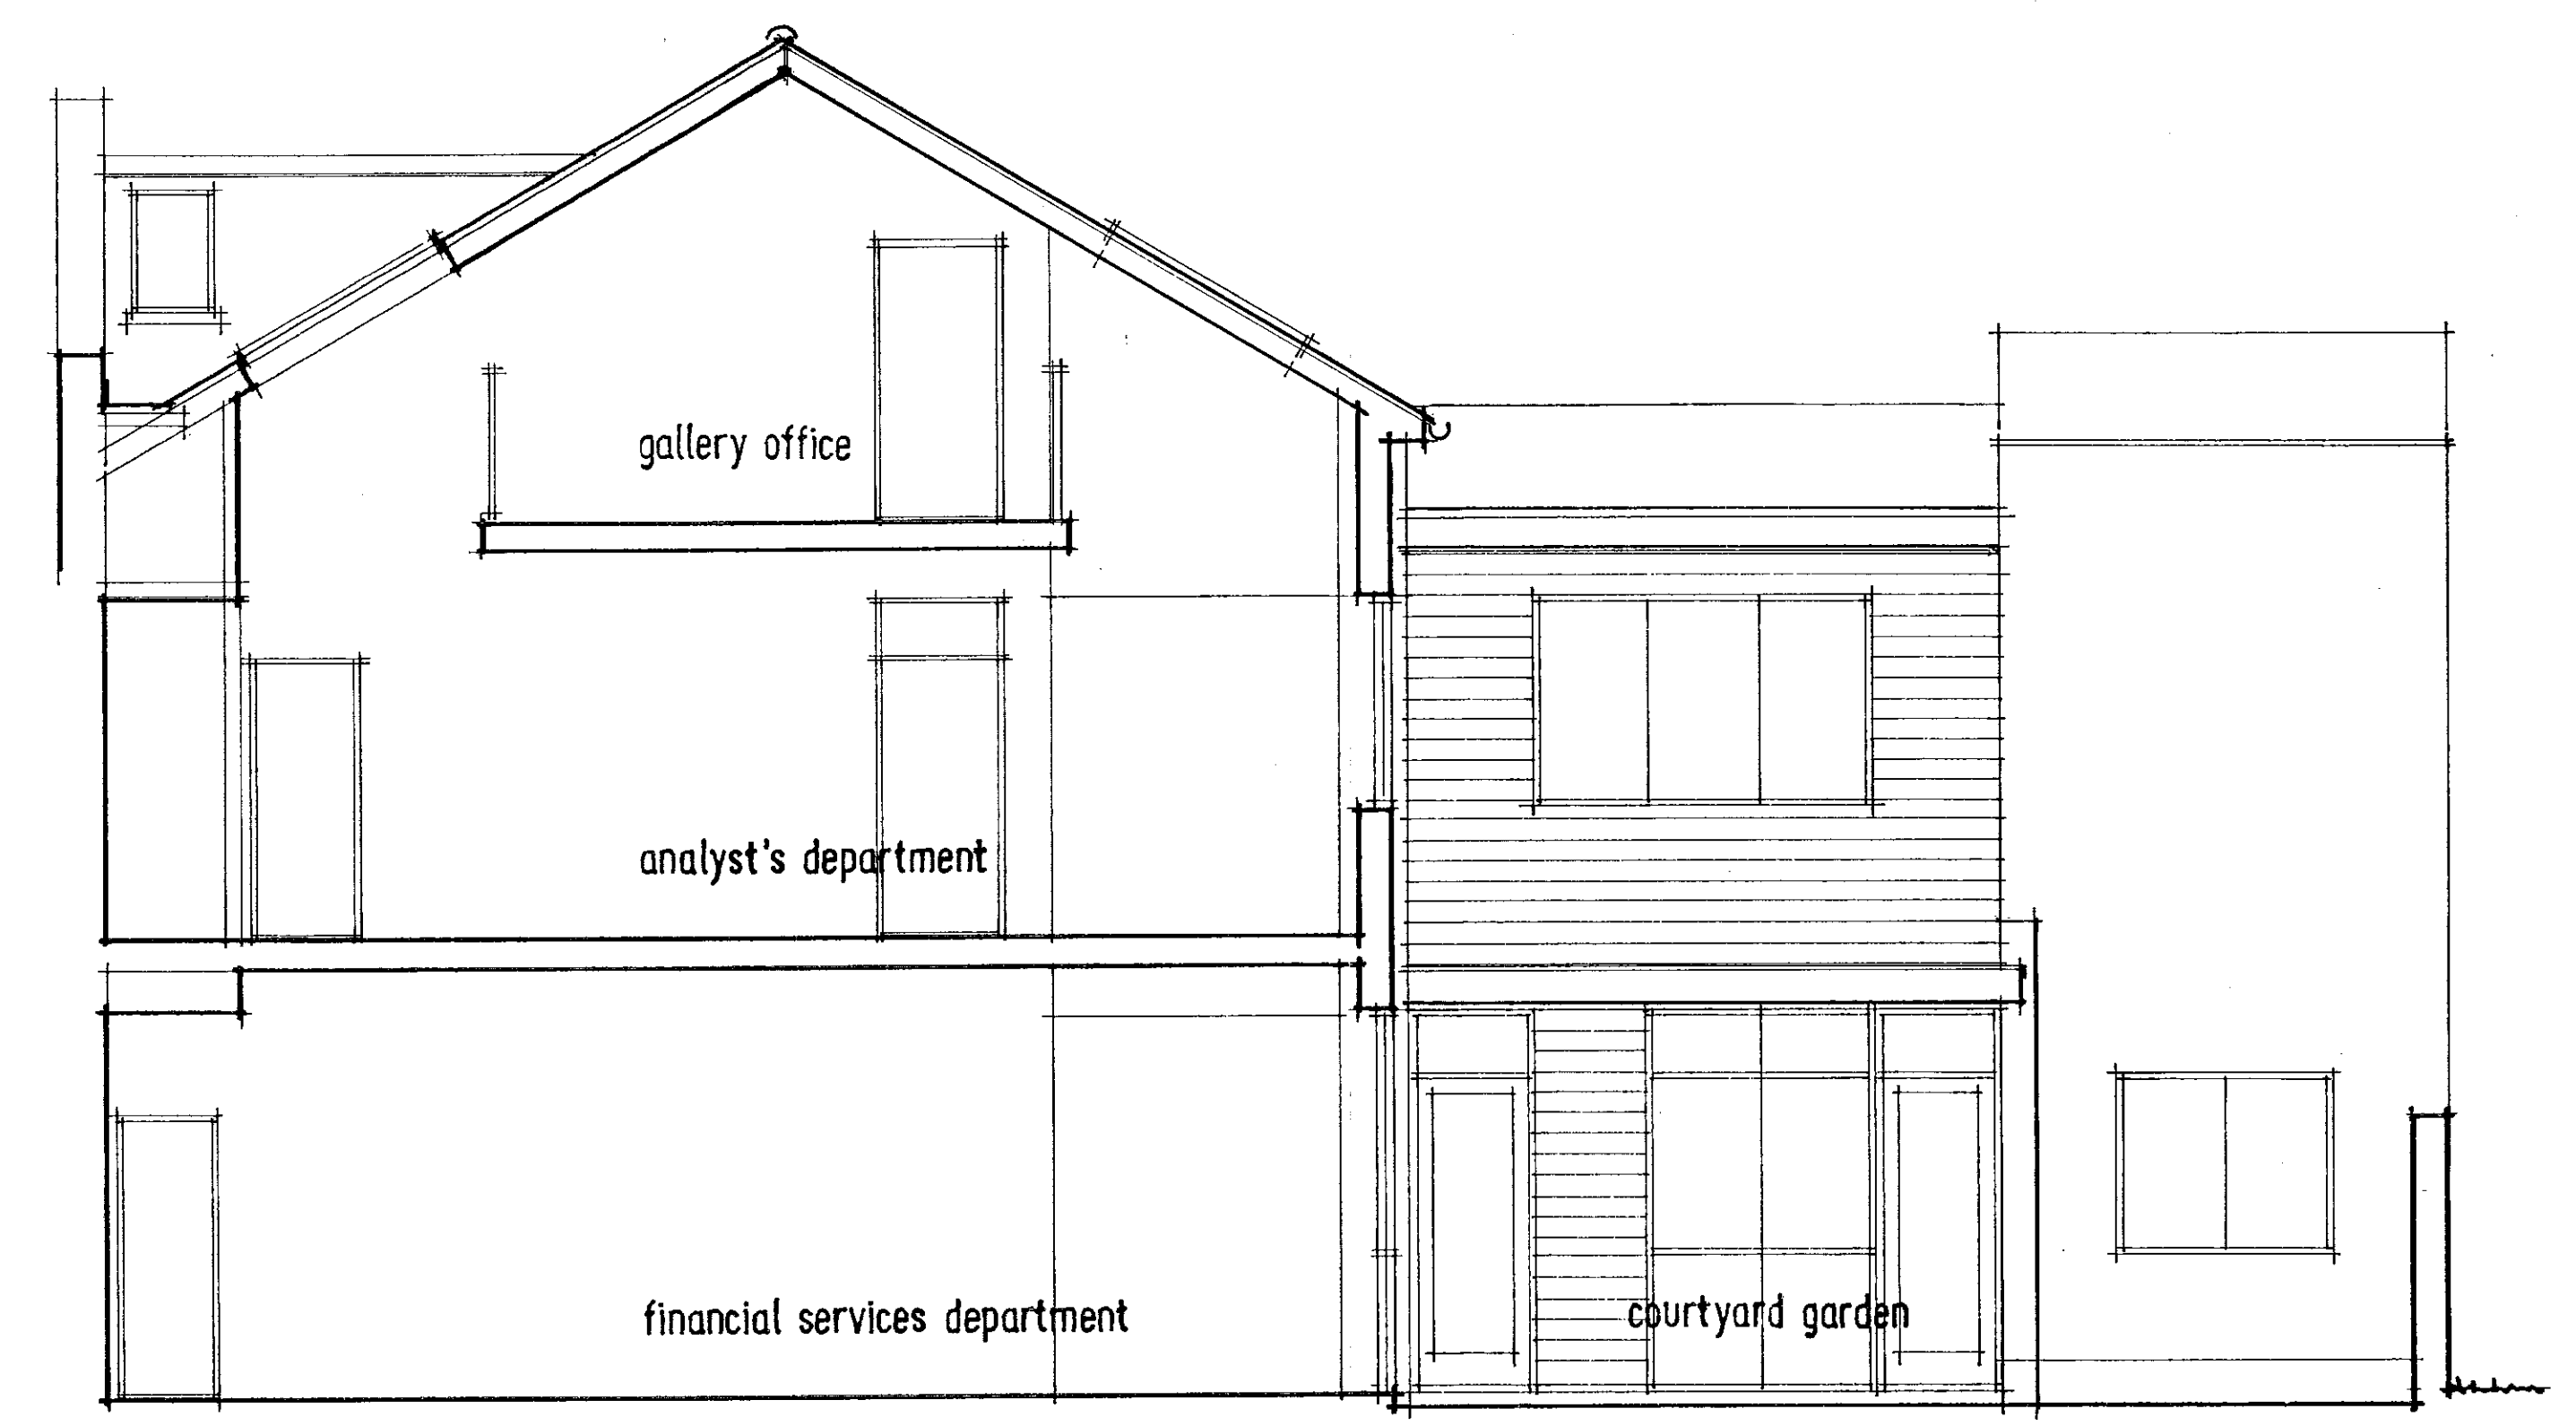 gallery office
analyst's department
financial services department
courtyard garden